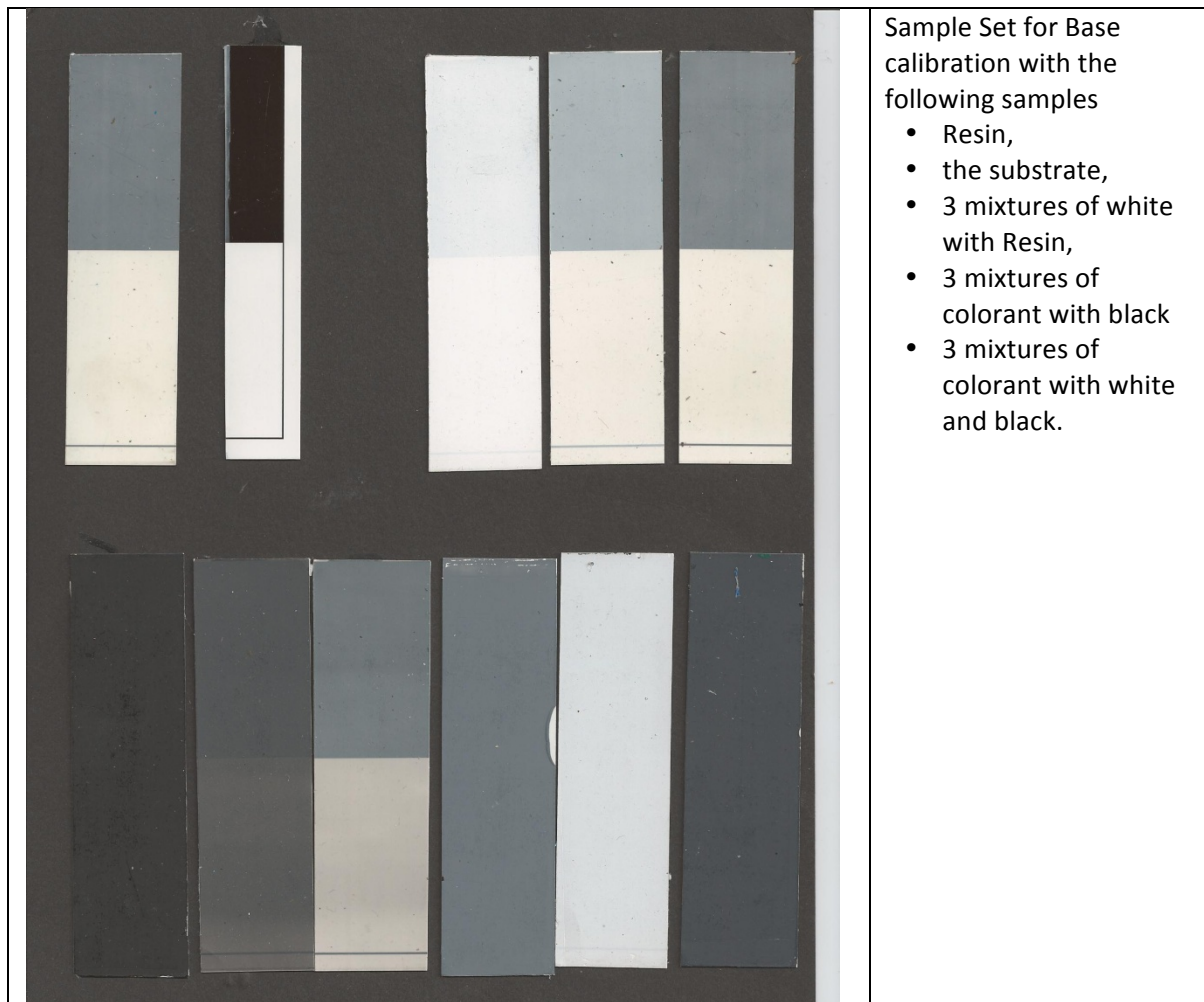 Sample Set for Base
calibration with the
following samples
• Resin,
• the substrate,
• 3 mixtures of white
with Resin,
• 3 mixtures of
colorant with black
• 3 mixtures of
colorant with white
and black.